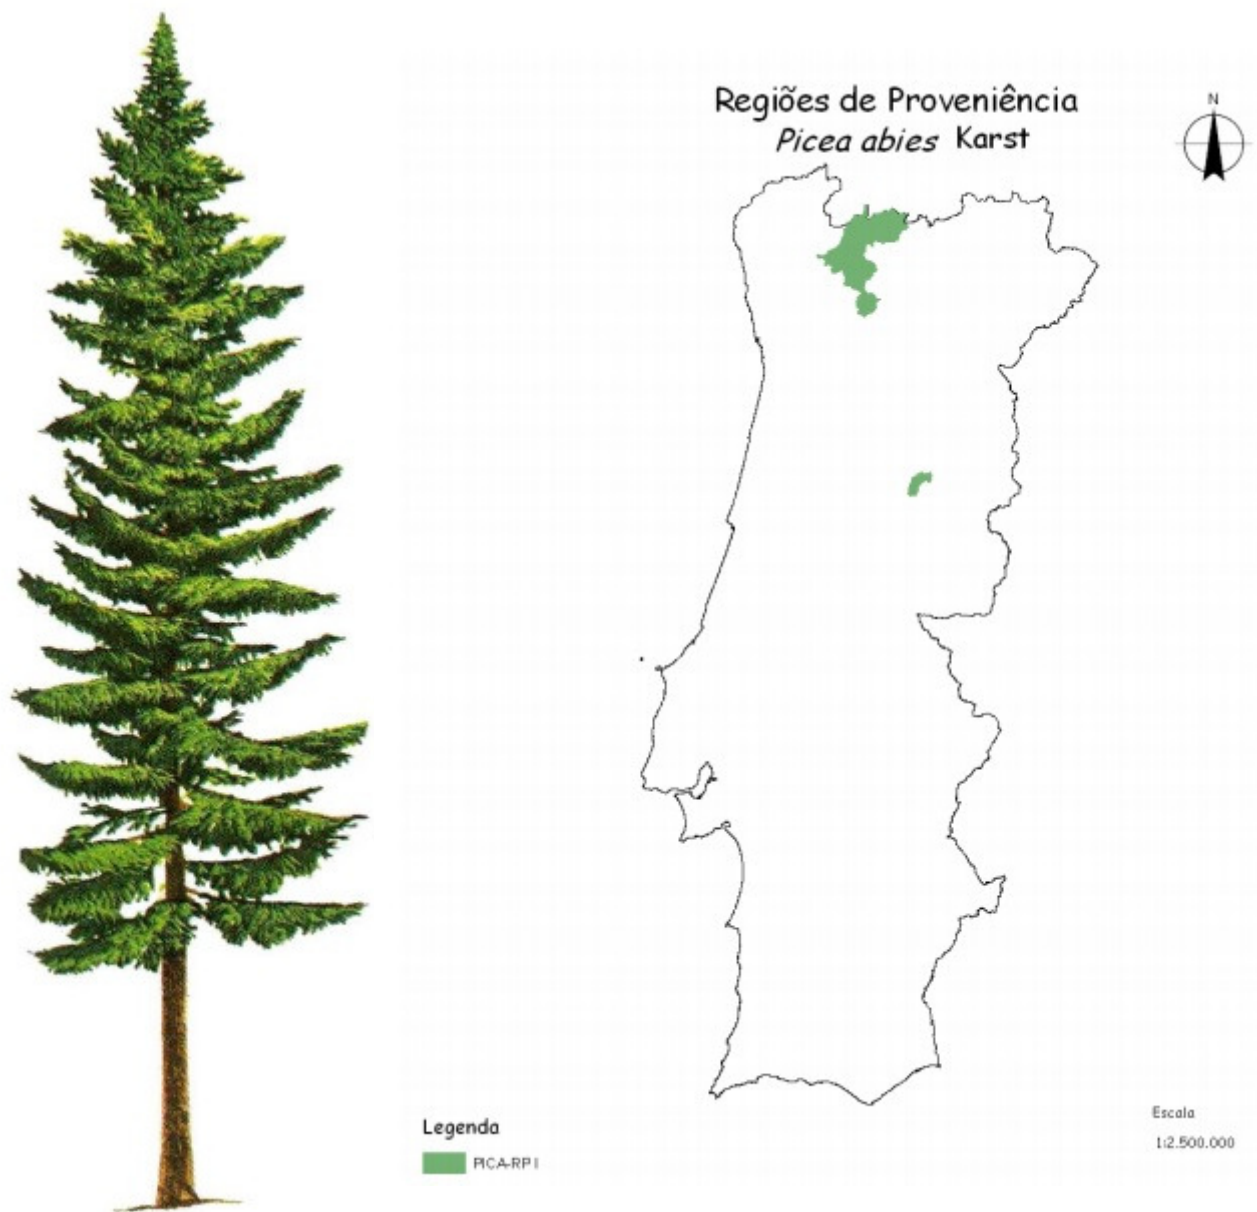 Regiões de Proveniência
Picea abies Karst
N
Legenda
PICA-RP I
Escala
1:2.500.000